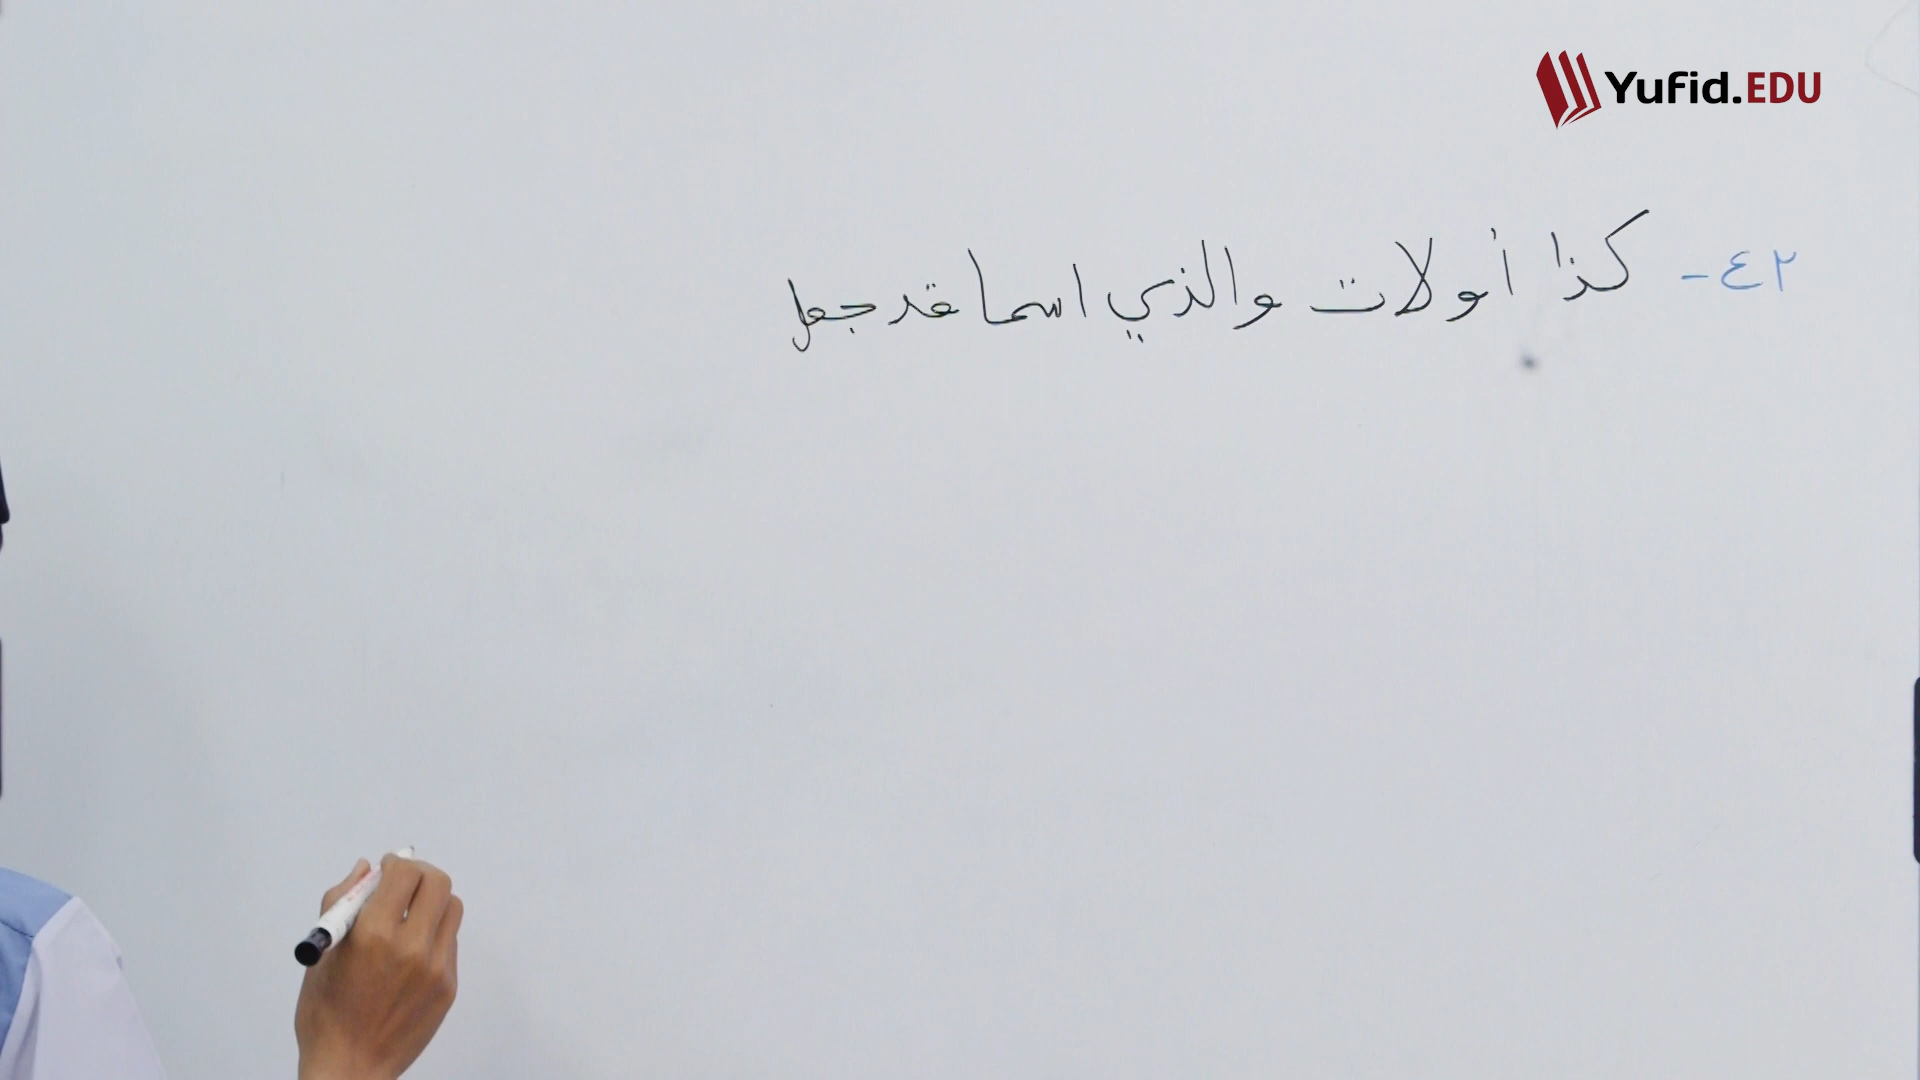 Yufid.EDU
٤٢- كذا أولات والذي اسما قد جعل